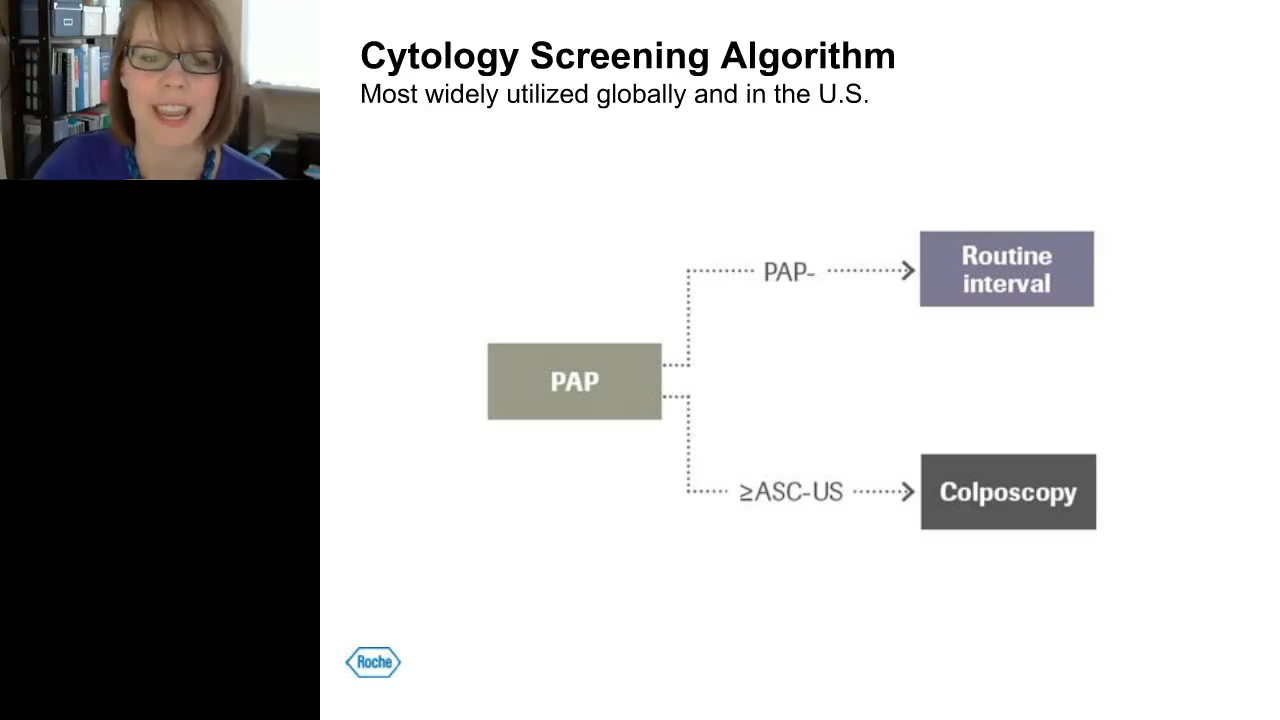 Cytology Screening Algorithm
Most widely utilized globally and in the U.S.
PAP-
Routine
interval
PAP
≥ASC-US
Colposcopy
Roche